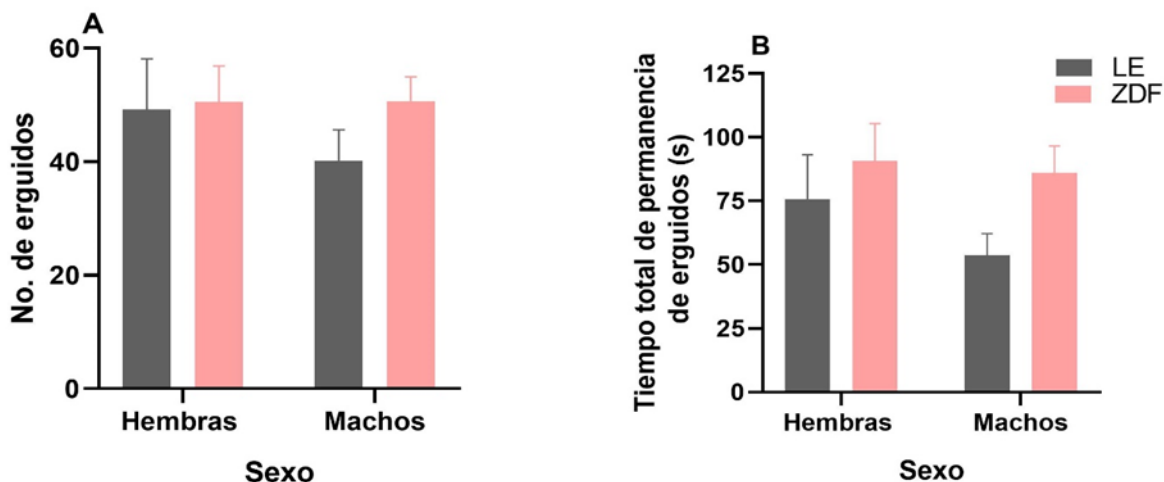 A
No. de erguidos
60
40
20
0
Hembras Machos
Sexo
B
Tiempo total de permanencia
de erguidos (s)
125
100
75
50
25
0
Hembras Machos
Sexo
LE
ZDF